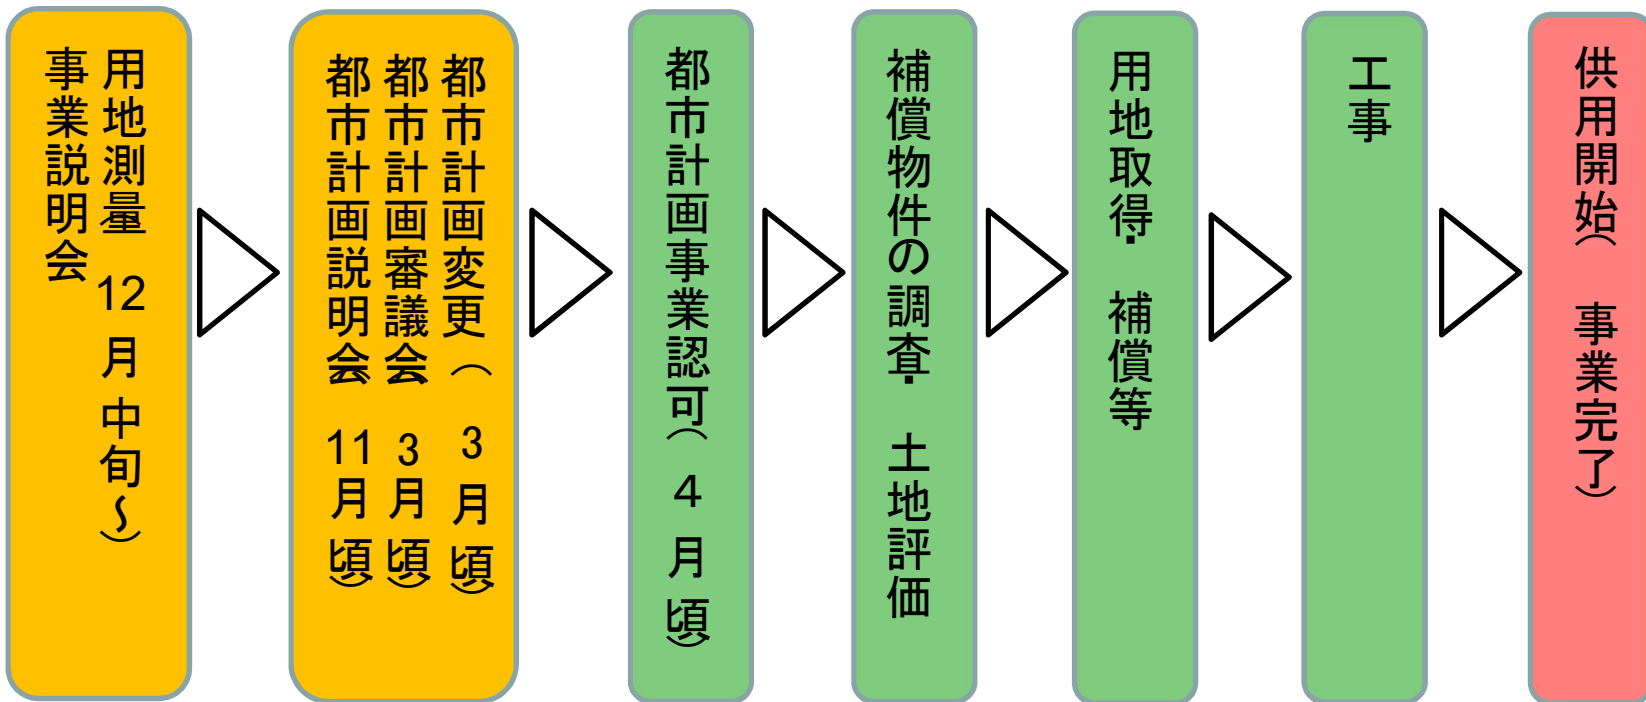 用地測量（12月中旬～）
事業説明会
都市計画変更（3月頃）
都市計画審議会（3月頃）
都市計画説明会（11月頃）
都市計画事業認可（4月頃）
補償物件の調査・土地評価
用地取得・補償等
工事
供用開始（事業完了）